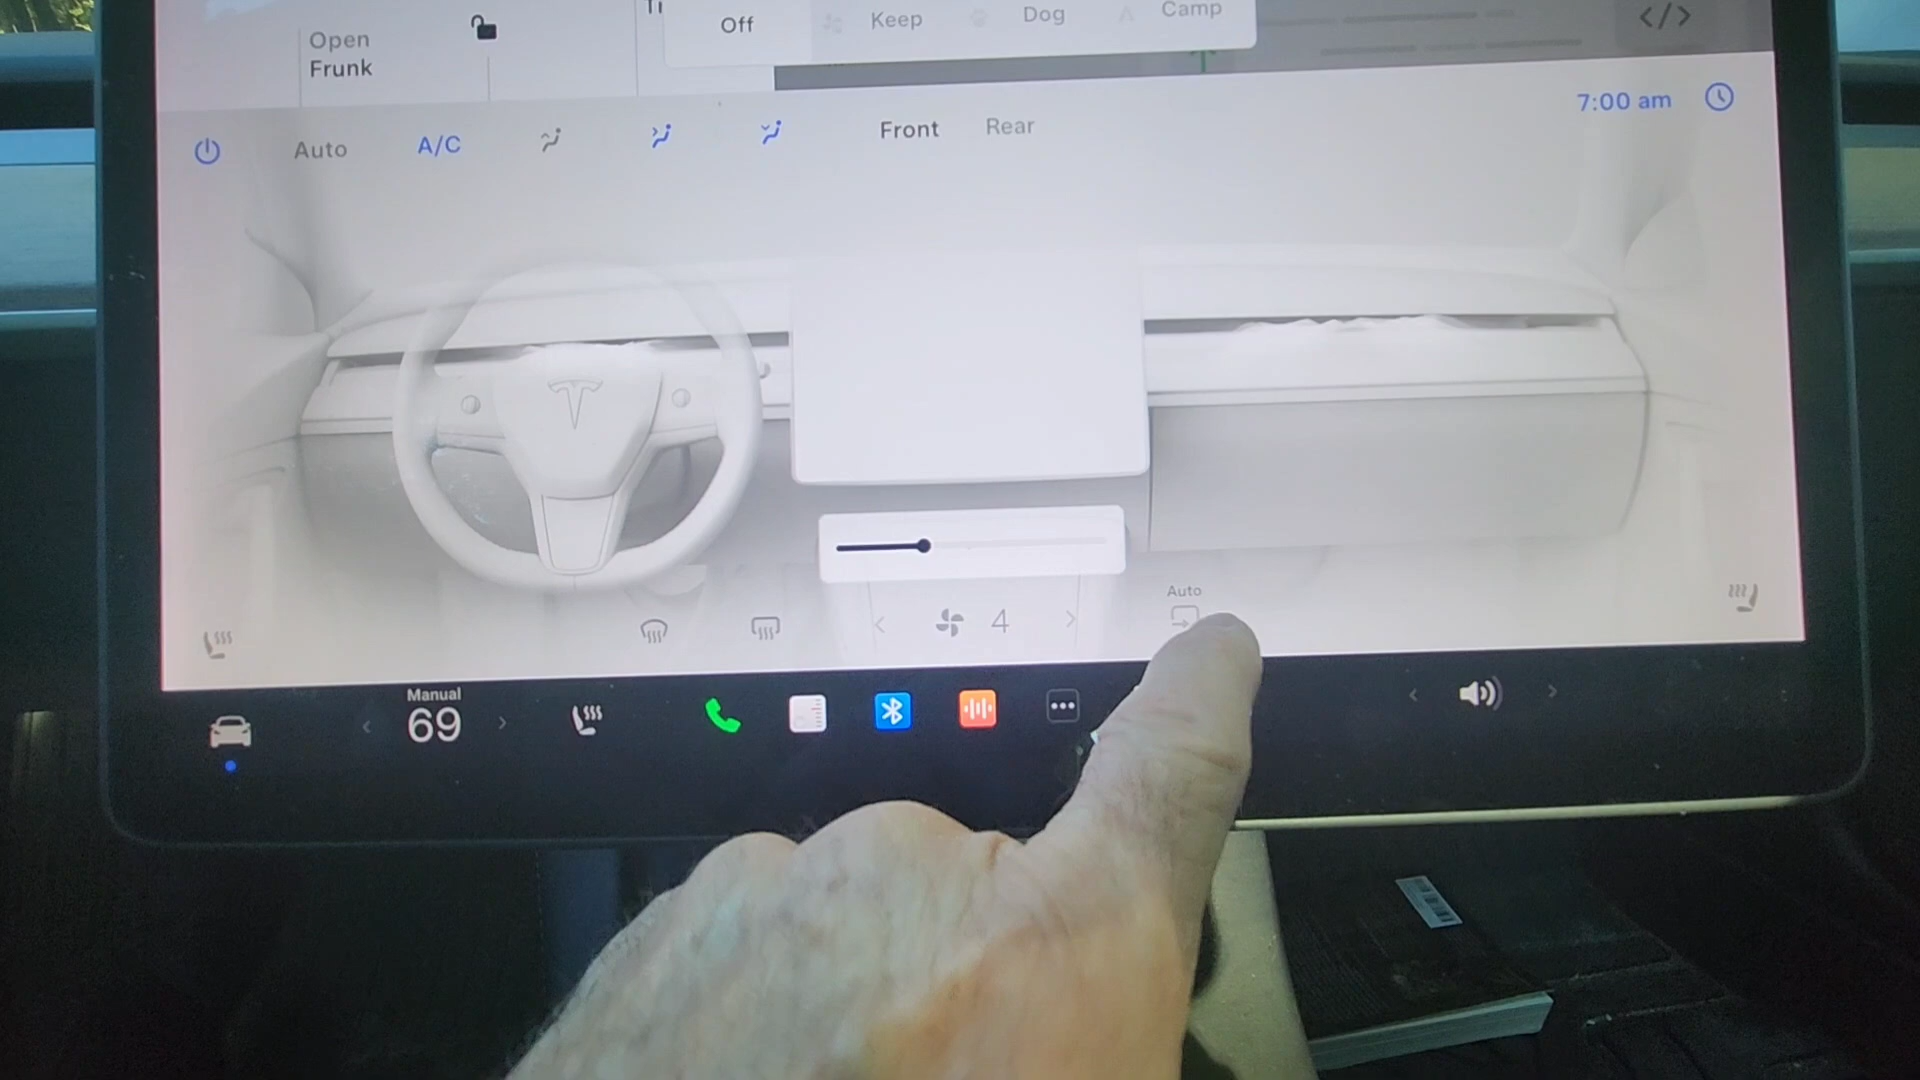 Off
Keep
Dog
Camp
Open
Frunk
7:00 am
Auto
A/C
Front
Rear
4
Auto
Manual
69